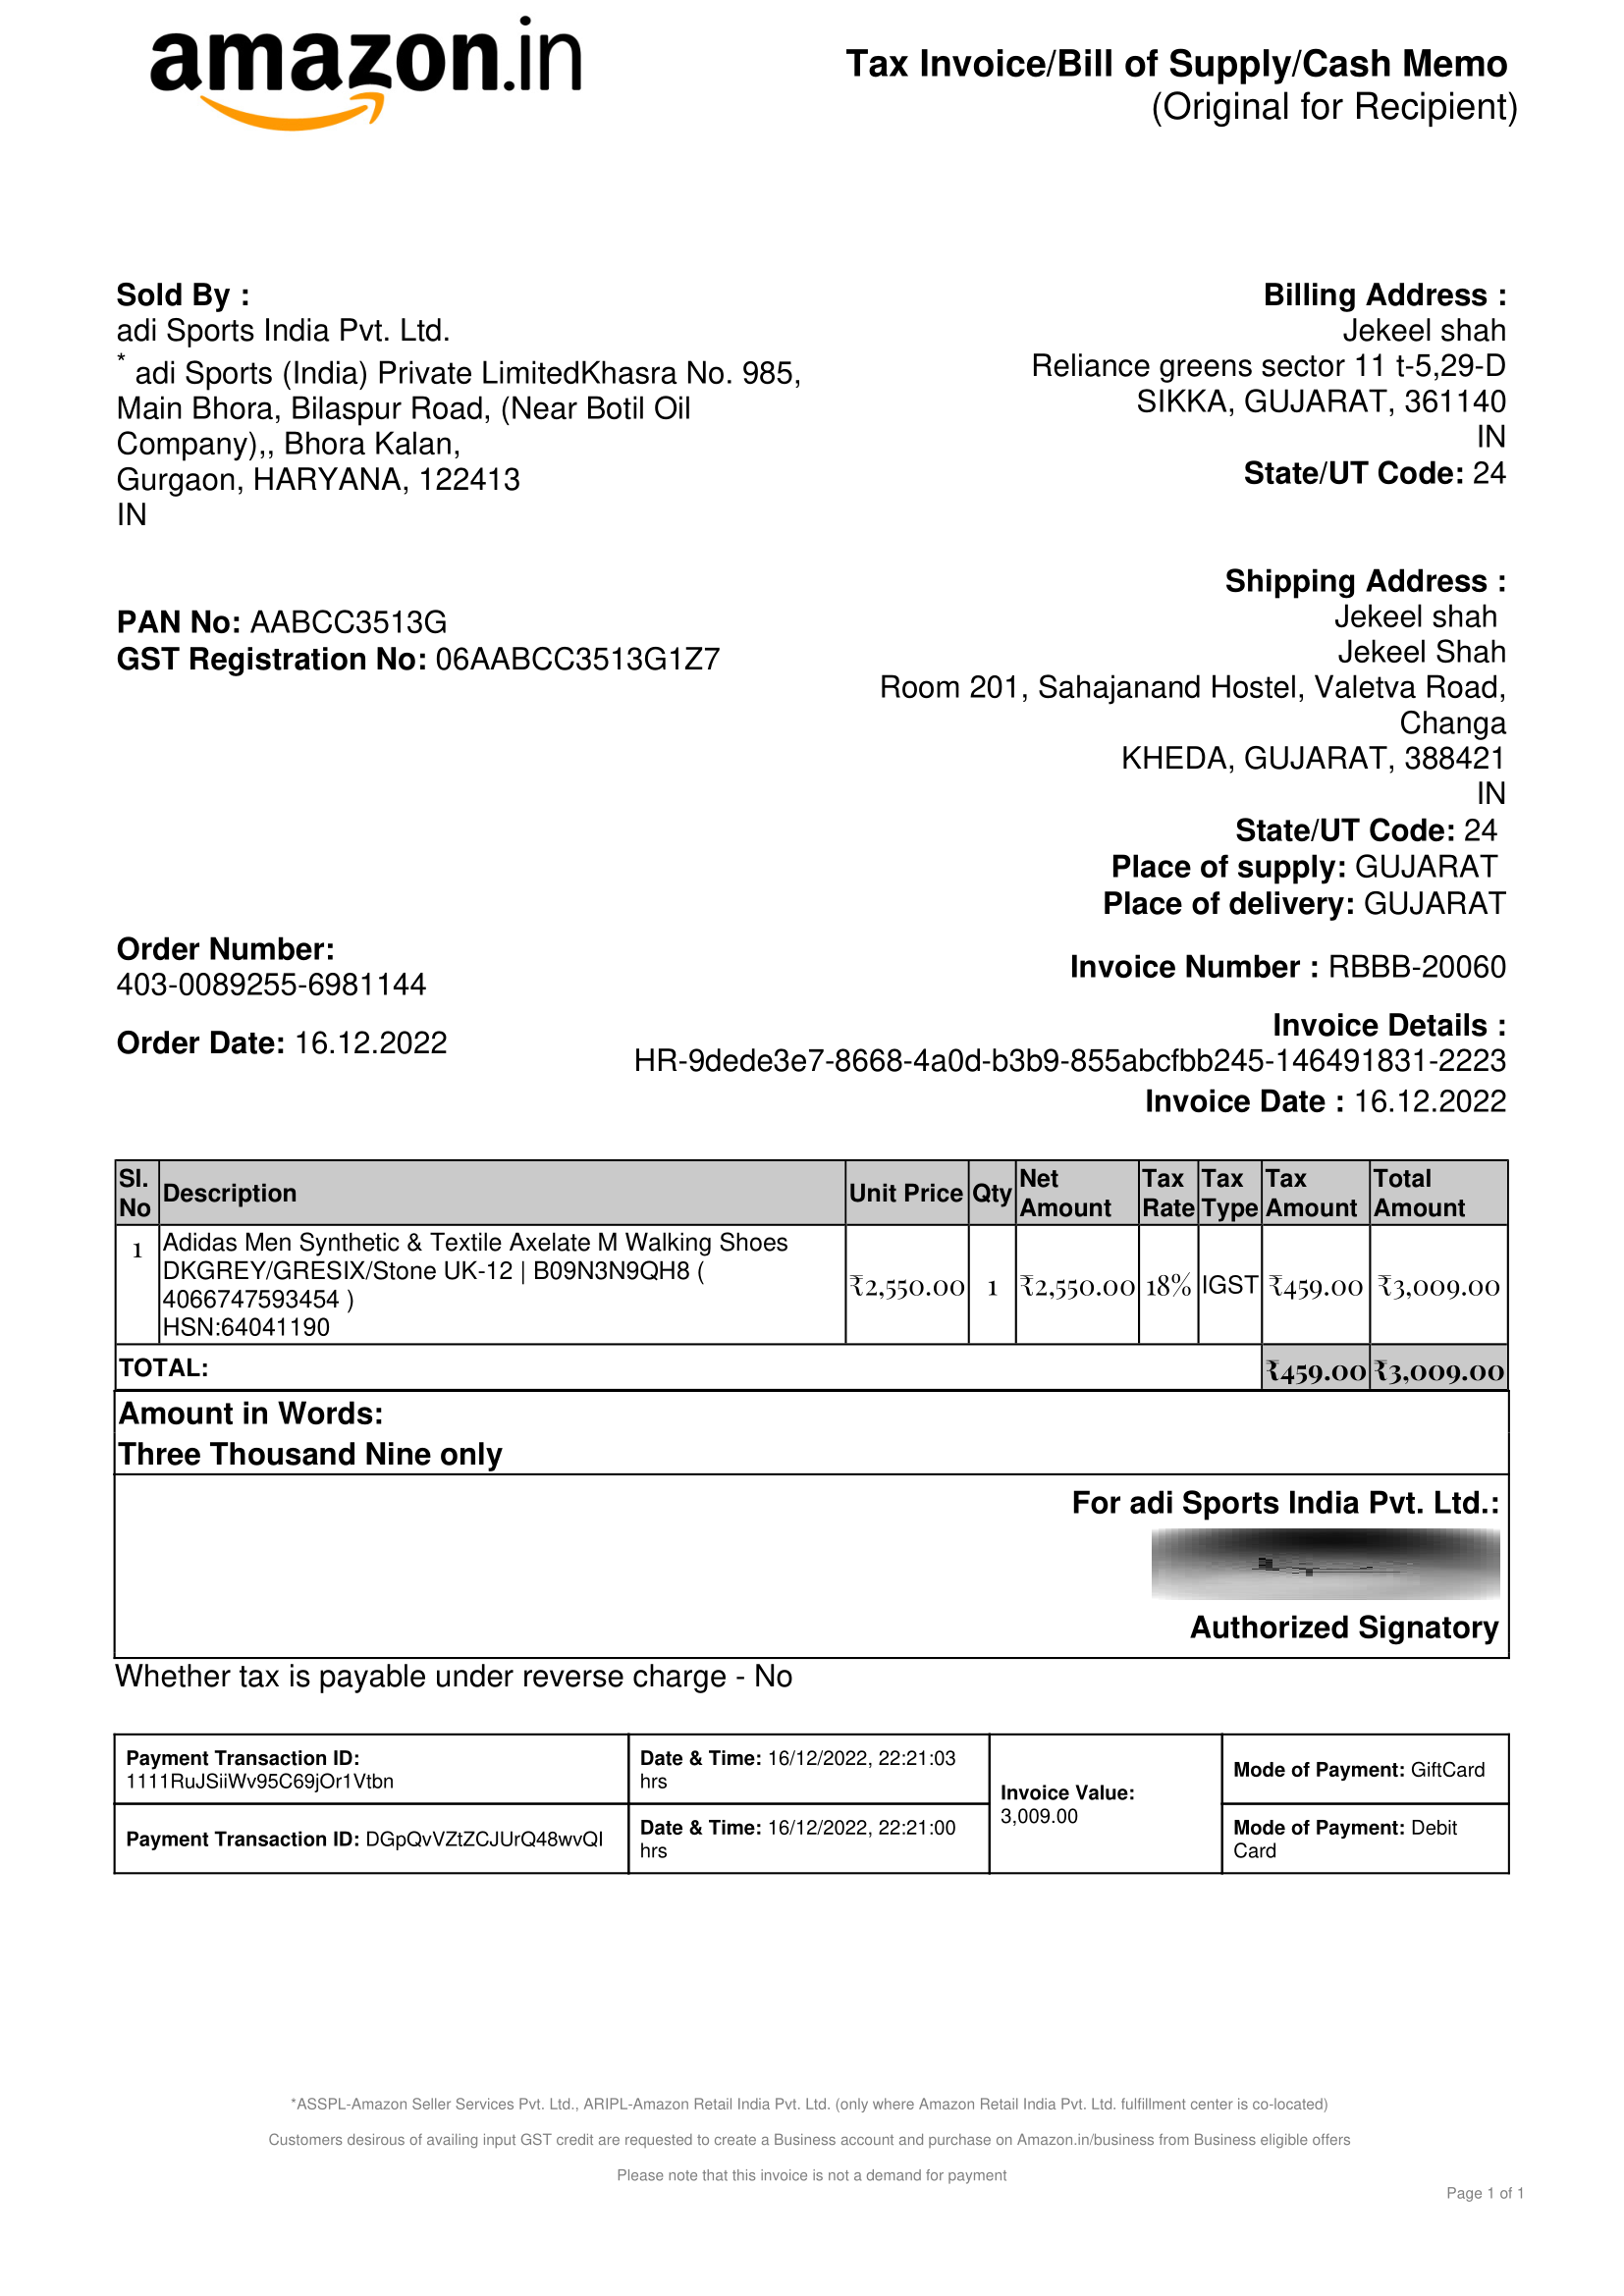 amazon.in
Tax Invoice/Bill of Supply/Cash Memo
(Original for Recipient)
Sold By :
adi Sports India Pvt. Ltd.
* adi Sports (India) Private LimitedKhasra No. 985,
Main Bhora, Bilaspur Road, (Near Botil Oil
Company),, Bhora Kalan,
Gurgaon, HARYANA, 122413
IN
PAN No: AABCC3513G
GST Registration No: 06AABCC3513G1Z7
Billing Address :
Jekeel shah
Reliance greens sector 11 t-5,29-D
SIKKA, GUJARAT, 361140
IN
State/UT Code: 24
Shipping Address :
Jekeel shah
Jekeel Shah
Room 201, Sahajanand Hostel, Valetva Road,
Changa
KHEDA, GUJARAT, 388421
IN
State/UT Code: 24
Place of supply: GUJARAT
Place of delivery: GUJARAT
Order Number:
403-0089255-6981144
Order Date: 16.12.2022
Invoice Number : RBBB-20060
Invoice Details :
HR-9dede3e7-8668-4a0d-b3b9-855abcfbb245-146491831-2223
Invoice Date : 16.12.2022
Sl. No Description Unit Price Qty Net Amount Tax Rate Tax Type Tax Amount Total Amount
1 Adidas Men Synthetic & Textile Axelate M Walking Shoes
DKGREY/GRESIX/Stone UK-12 | B09N3N9QH8 (
4066747593454 )
HSN:64041190
₹2,550.00 1 ₹2,550.00 18% IGST ₹459.00 ₹3,009.00
TOTAL: ₹459.00 ₹3,009.00
Amount in Words:
Three Thousand Nine only
For adi Sports India Pvt. Ltd.:
Authorized Signatory
Whether tax is payable under reverse charge - No
Payment Transaction ID:
1111RuJSiiWv95C69jOr1Vtbn
Date & Time: 16/12/2022, 22:21:03
hrs
Invoice Value:
3,009.00
Mode of Payment: GiftCard
Payment Transaction ID: DGpQvVZtZCJUrQ48wvQI
Date & Time: 16/12/2022, 22:21:00
hrs
Mode of Payment: Debit
Card
*ASSPL-Amazon Seller Services Pvt. Ltd., ARIPL-Amazon Retail India Pvt. Ltd. (only where Amazon Retail India Pvt. Ltd. fulfillment center is co-located)
Customers desirous of availing input GST credit are requested to create a Business account and purchase on Amazon.in/business from Business eligible offers
Please note that this invoice is not a demand for payment
Page 1 of 1